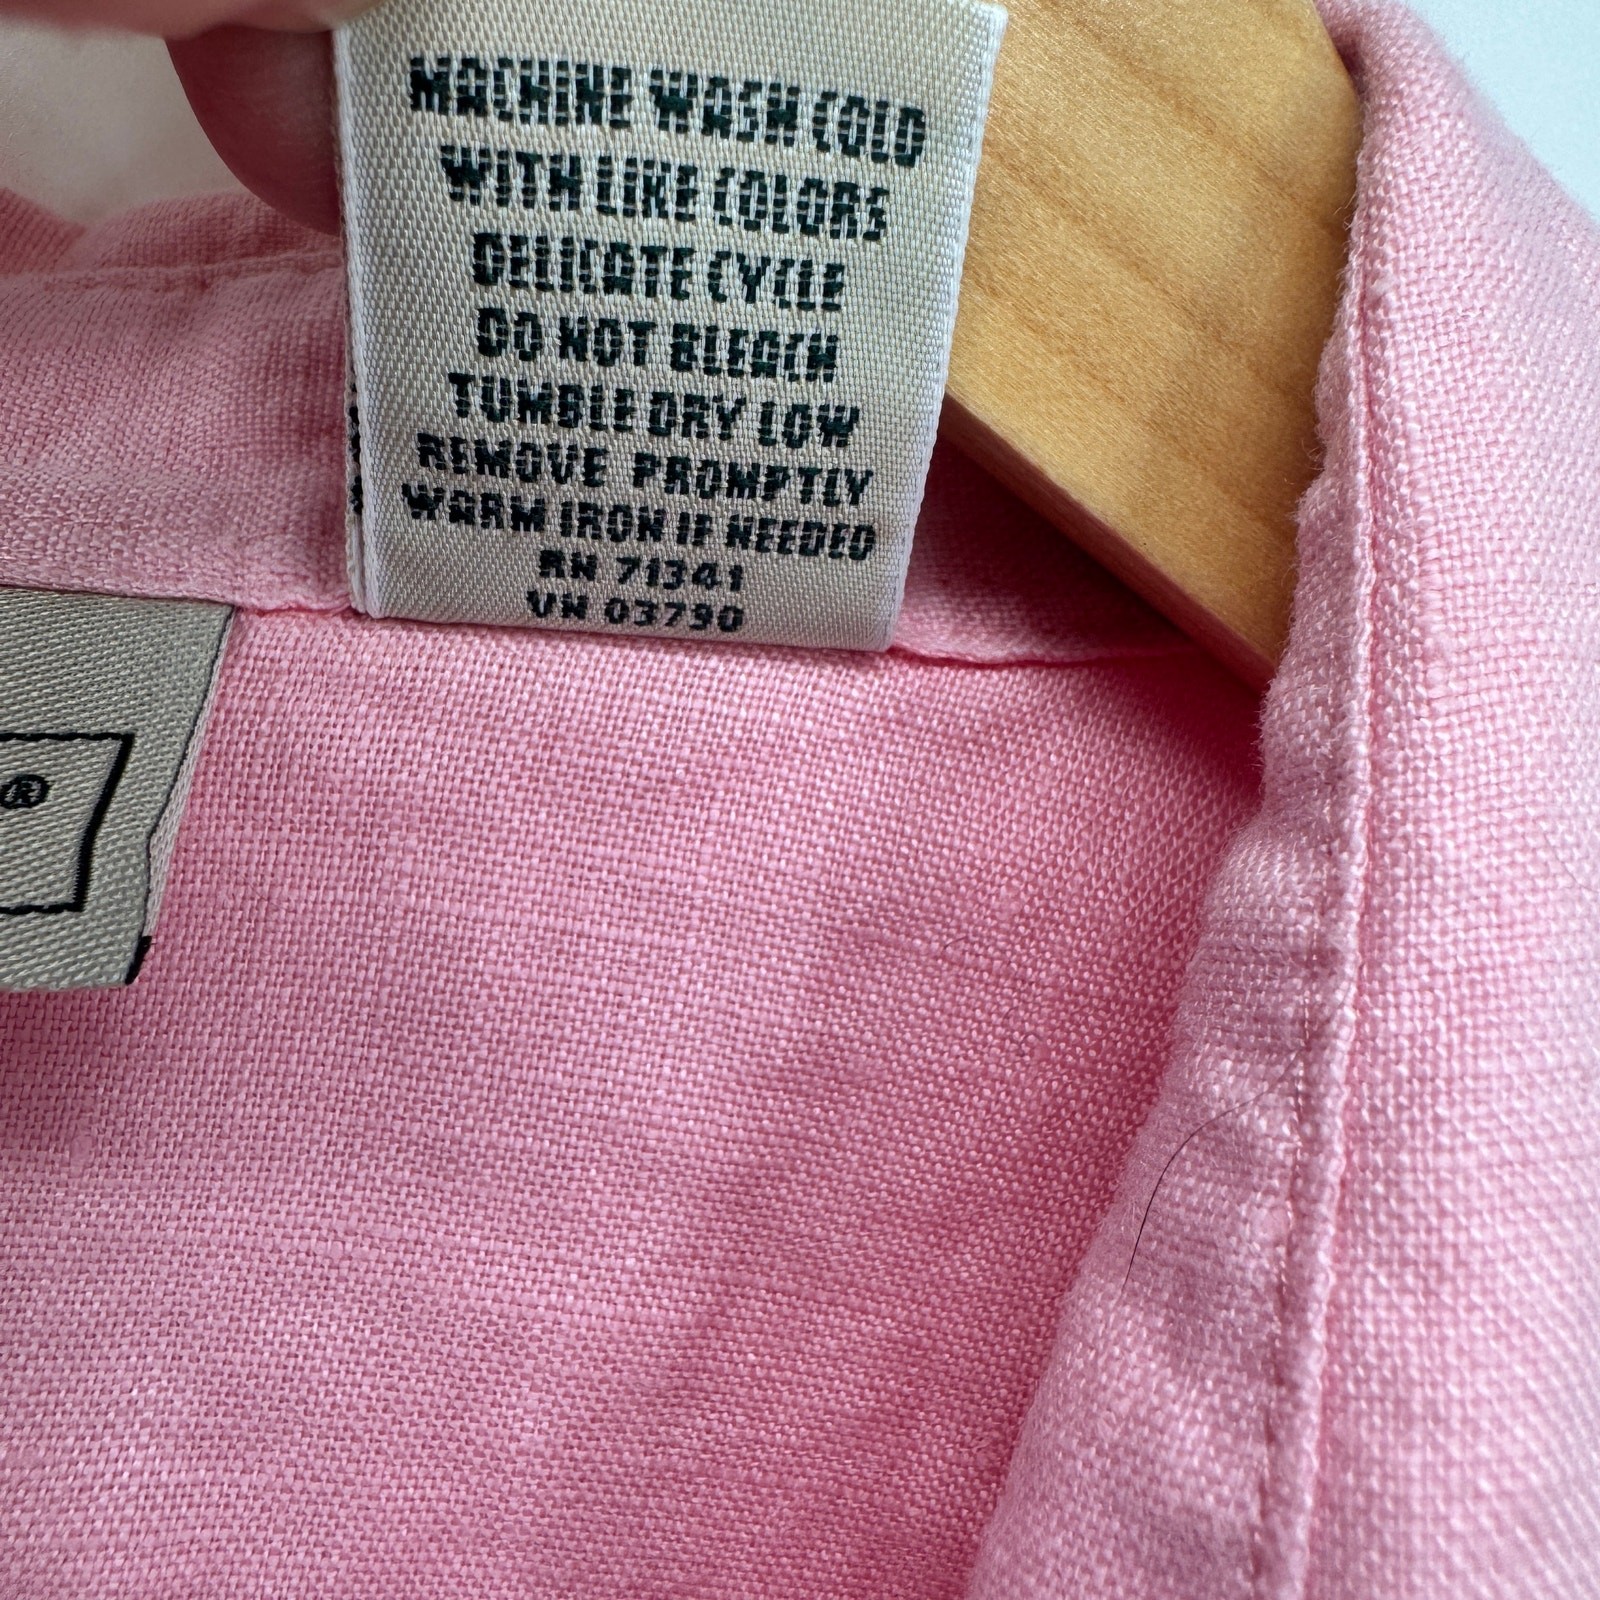 MACHINE WASH COLD
WITH LIKE COLORS
DELICATE CYCLE
DO NOT BLEACH
TUMBLE DRY LOW
REMOVE PROMPTLY
WARM IRON IF NEEDED
RN 71341
VN 03790
®